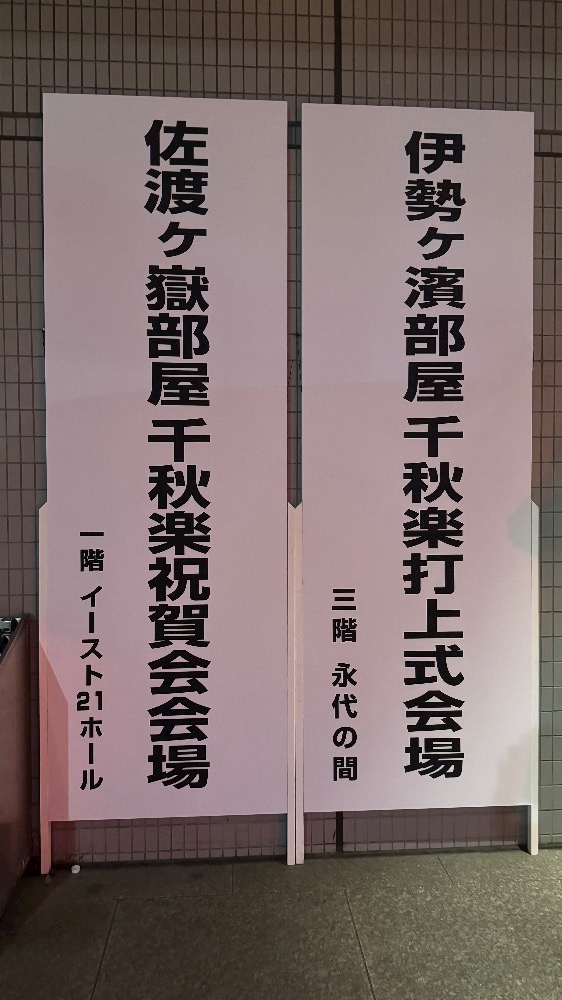 伊勢ヶ濱部屋 千秋楽打上式会場
三階 永代の間
佐渡ヶ嶽部屋 千秋楽祝賀会会場
一階 イースト21ホール